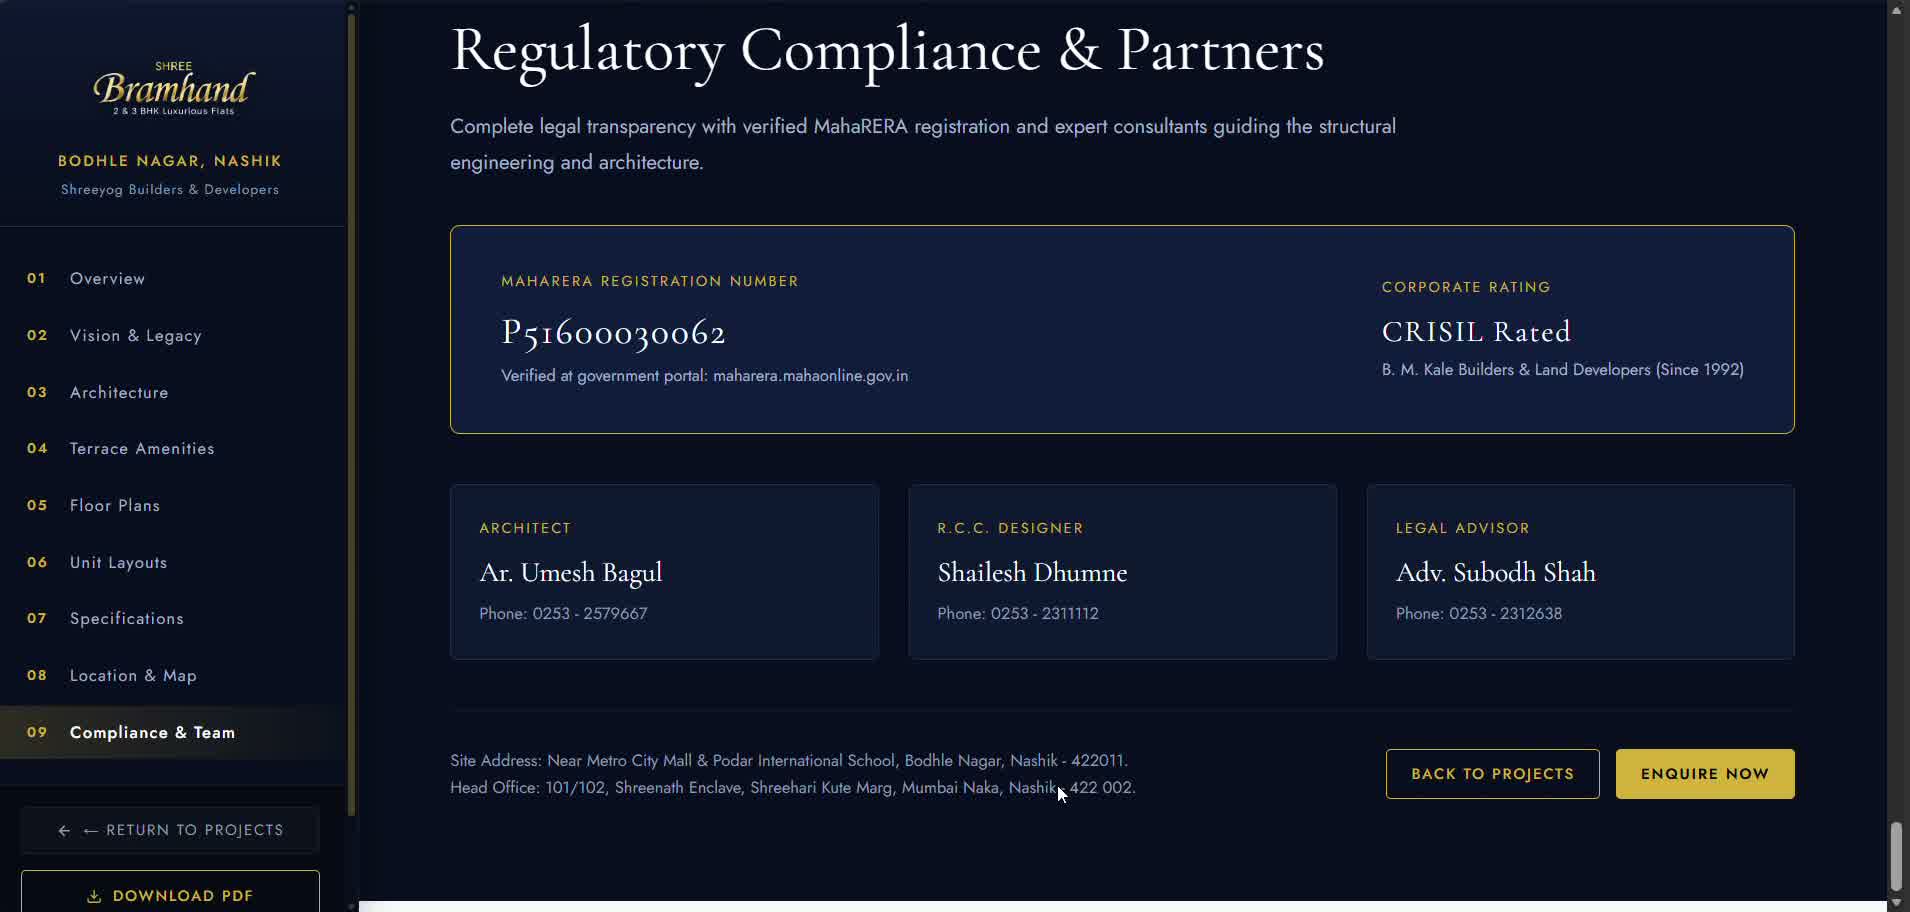 SHREE
Bramhand
2 & 3 BHK Luxurious Flats
BODHLE NAGAR, NASHIK
Shreeyog Builders & Developers
01 Overview
02 Vision & Legacy
03 Architecture
04 Terrace Amenities
05 Floor Plans
06 Unit Layouts
07 Specifications
08 Location & Map
09 Compliance & Team
← ← RETURN TO PROJECTS
DOWNLOAD PDF
Regulatory Compliance & Partners
Complete legal transparency with verified MahaRERA registration and expert consultants guiding the structural
engineering and architecture.
MAHARERA REGISTRATION NUMBER
P51600030062
Verified at government portal: maharera.mahaonline.gov.in
CORPORATE RATING
CRISIL Rated
B. M. Kale Builders & Land Developers (Since 1992)
ARCHITECT
Ar. Umesh Bagul
Phone: 0253 - 2579667
R.C.C. DESIGNER
Shailesh Dhumne
Phone: 0253 - 2311112
LEGAL ADVISOR
Adv. Subodh Shah
Phone: 0253 - 2312638
Site Address: Near Metro City Mall & Podar International School, Bodhle Nagar, Nashik - 422011.
Head Office: 101/102, Shreenath Enclave, Shreehari Kute Marg, Mumbai Naka, Nashik - 422 002.
BACK TO PROJECTS
ENQUIRE NOW